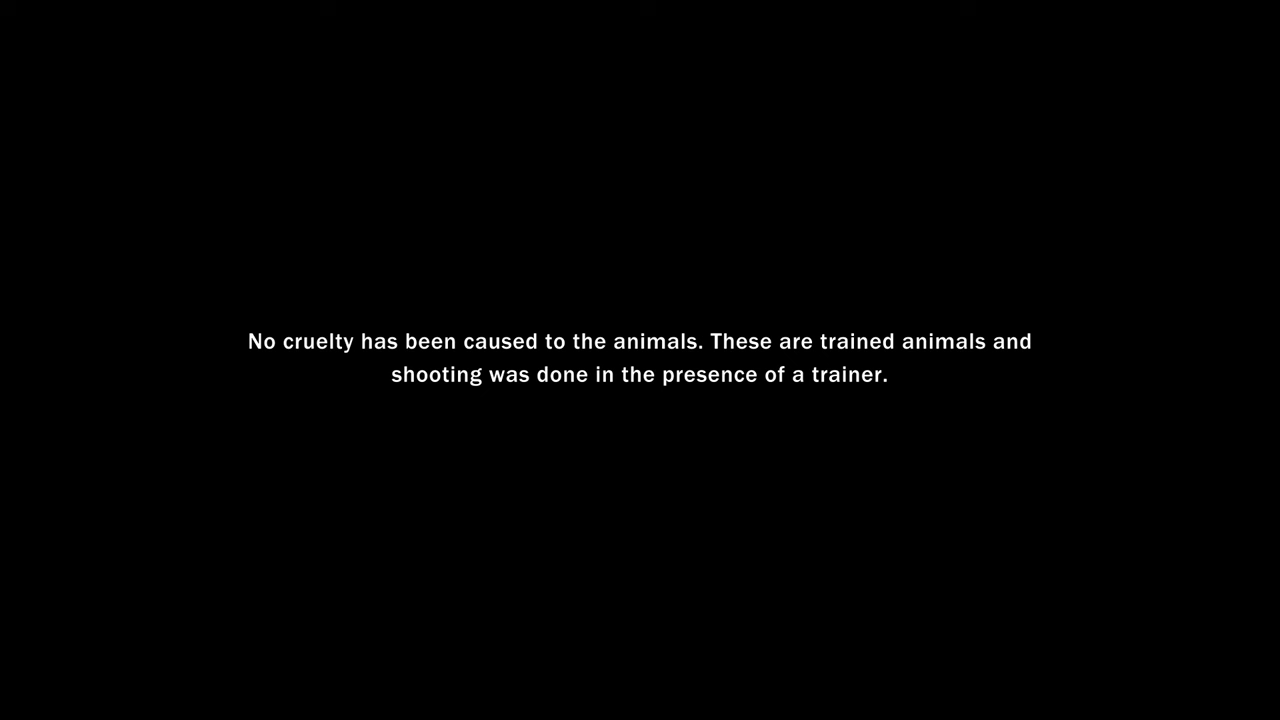 No cruelty has been caused to the animals. These are trained animals and
shooting was done in the presence of a trainer.